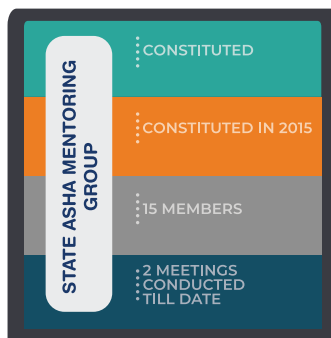 STATE ASHA MENTORING
GROUP
CONSTITUTED
CONSTITUTED IN 2015
15 MEMBERS
2 MEETINGS
CONDUCTED
TILL DATE